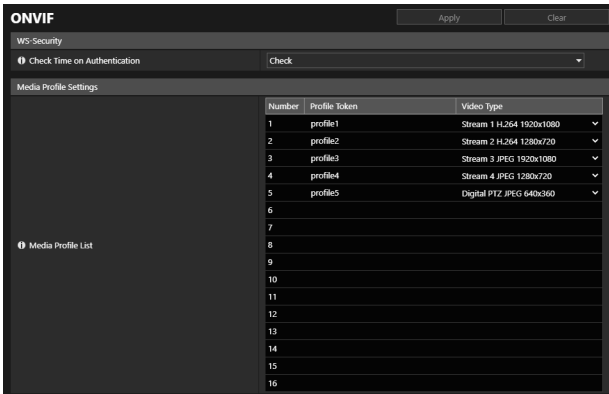 ONVIF
Apply
Clear
WS-Security
Check Time on Authentication
Check
Media Profile Settings
Number Profile Token Video Type
1 profile1 Stream 1 H.264 1920x1080
2 profile2 Stream 2 H.264 1280x720
3 profile3 Stream 3 JPEG 1920x1080
4 profile4 Stream 4 JPEG 1280x720
5 profile5 Digital PTZ JPEG 640x360
6
7
Media Profile List
8
9
10
11
12
13
14
15
16